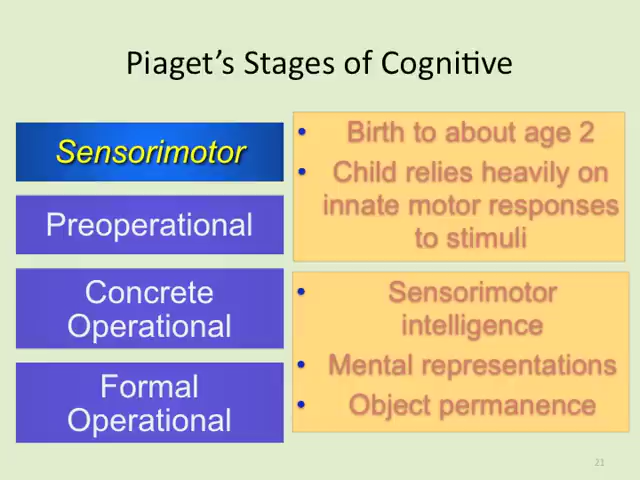 Piaget’s Stages of Cognitive
Sensorimotor
Preoperational
Concrete
Operational
Formal
Operational
• Birth to about age 2
• Child relies heavily on
innate motor responses
to stimuli
• Sensorimotor
intelligence
• Mental representations
• Object permanence
21